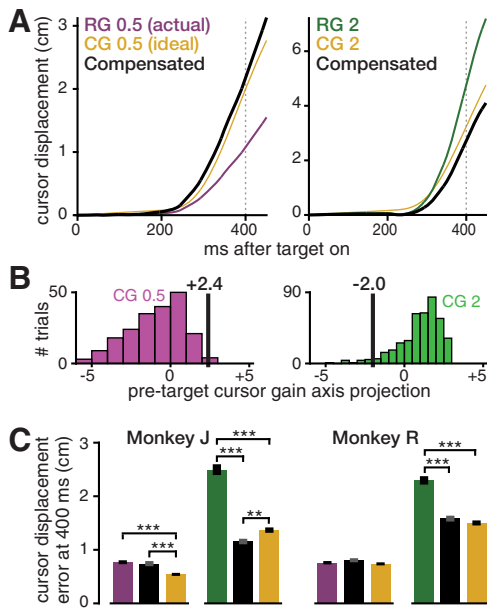 A
RG 0.5 (actual)
CG 0.5 (ideal)
Compensated
RG 2
CG 2
Compensated
cursor displacement (cm)
3
2
1
0
6
4
2
0
0 200 400
0 200 400
ms after target on
B
# trials
50
0
CG 0.5
+2.4
-5 0 +5
90
0
-2.0
CG 2
-5 0 +5
pre-target cursor gain axis projection
C
Monkey J
Monkey R
cursor displacement
error at 400 ms (cm)
3
2
1
0
***
***
***
***
**
***
***